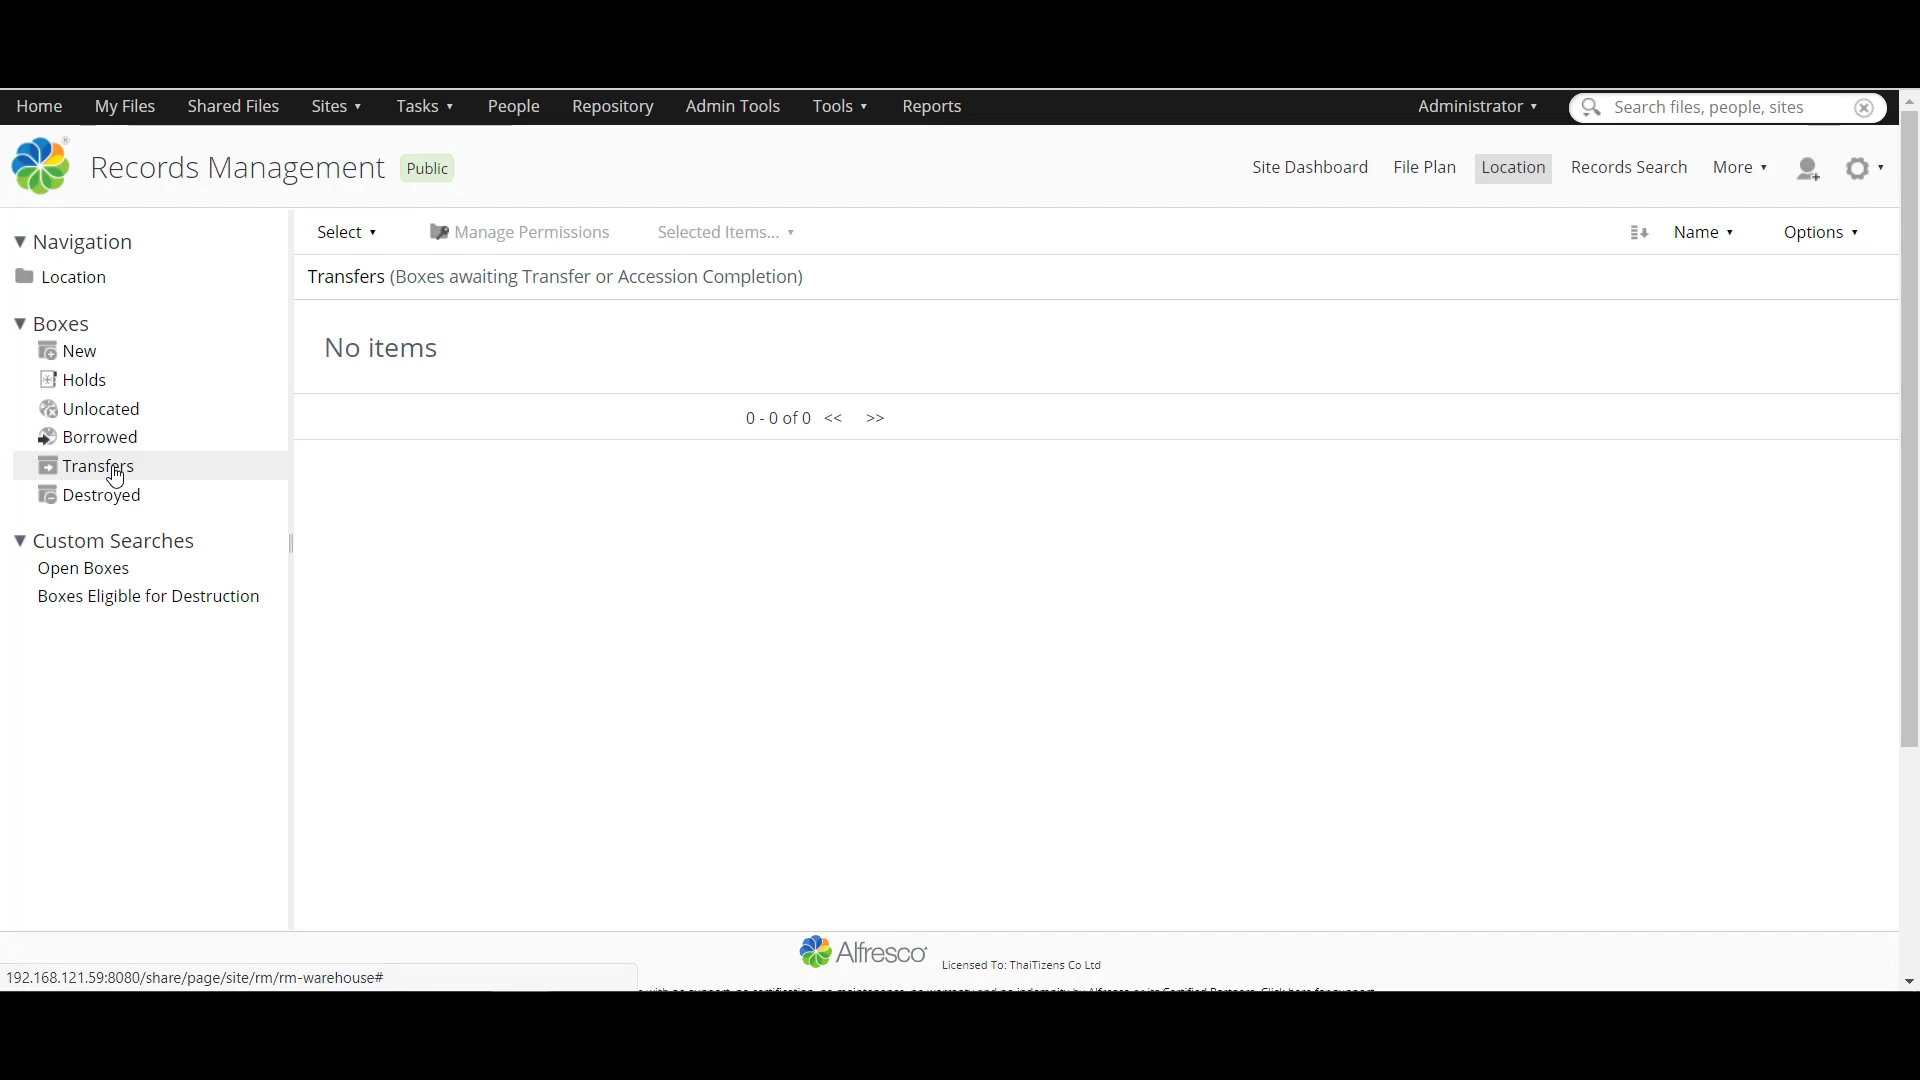 Home My Files Shared Files Sites Tasks People Repository Admin Tools Tools Reports Administrator Search files, people, sites
Records Management Public Site Dashboard File Plan Location Records Search More
Navigation
Location
Boxes
New
Holds
Unlocated
Borrowed
Transfers
Destroyed
Custom Searches
Open Boxes
Boxes Eligible for Destruction
Select Manage Permissions Selected Items... Name Options
Transfers (Boxes awaiting Transfer or Accession Completion)
No items
0 - 0 of 0 << >>
Alfresco Licensed To: ThaiTizens Co Ltd
192.168.121.59:8080/share/page/site/rm/rm-warehouse#